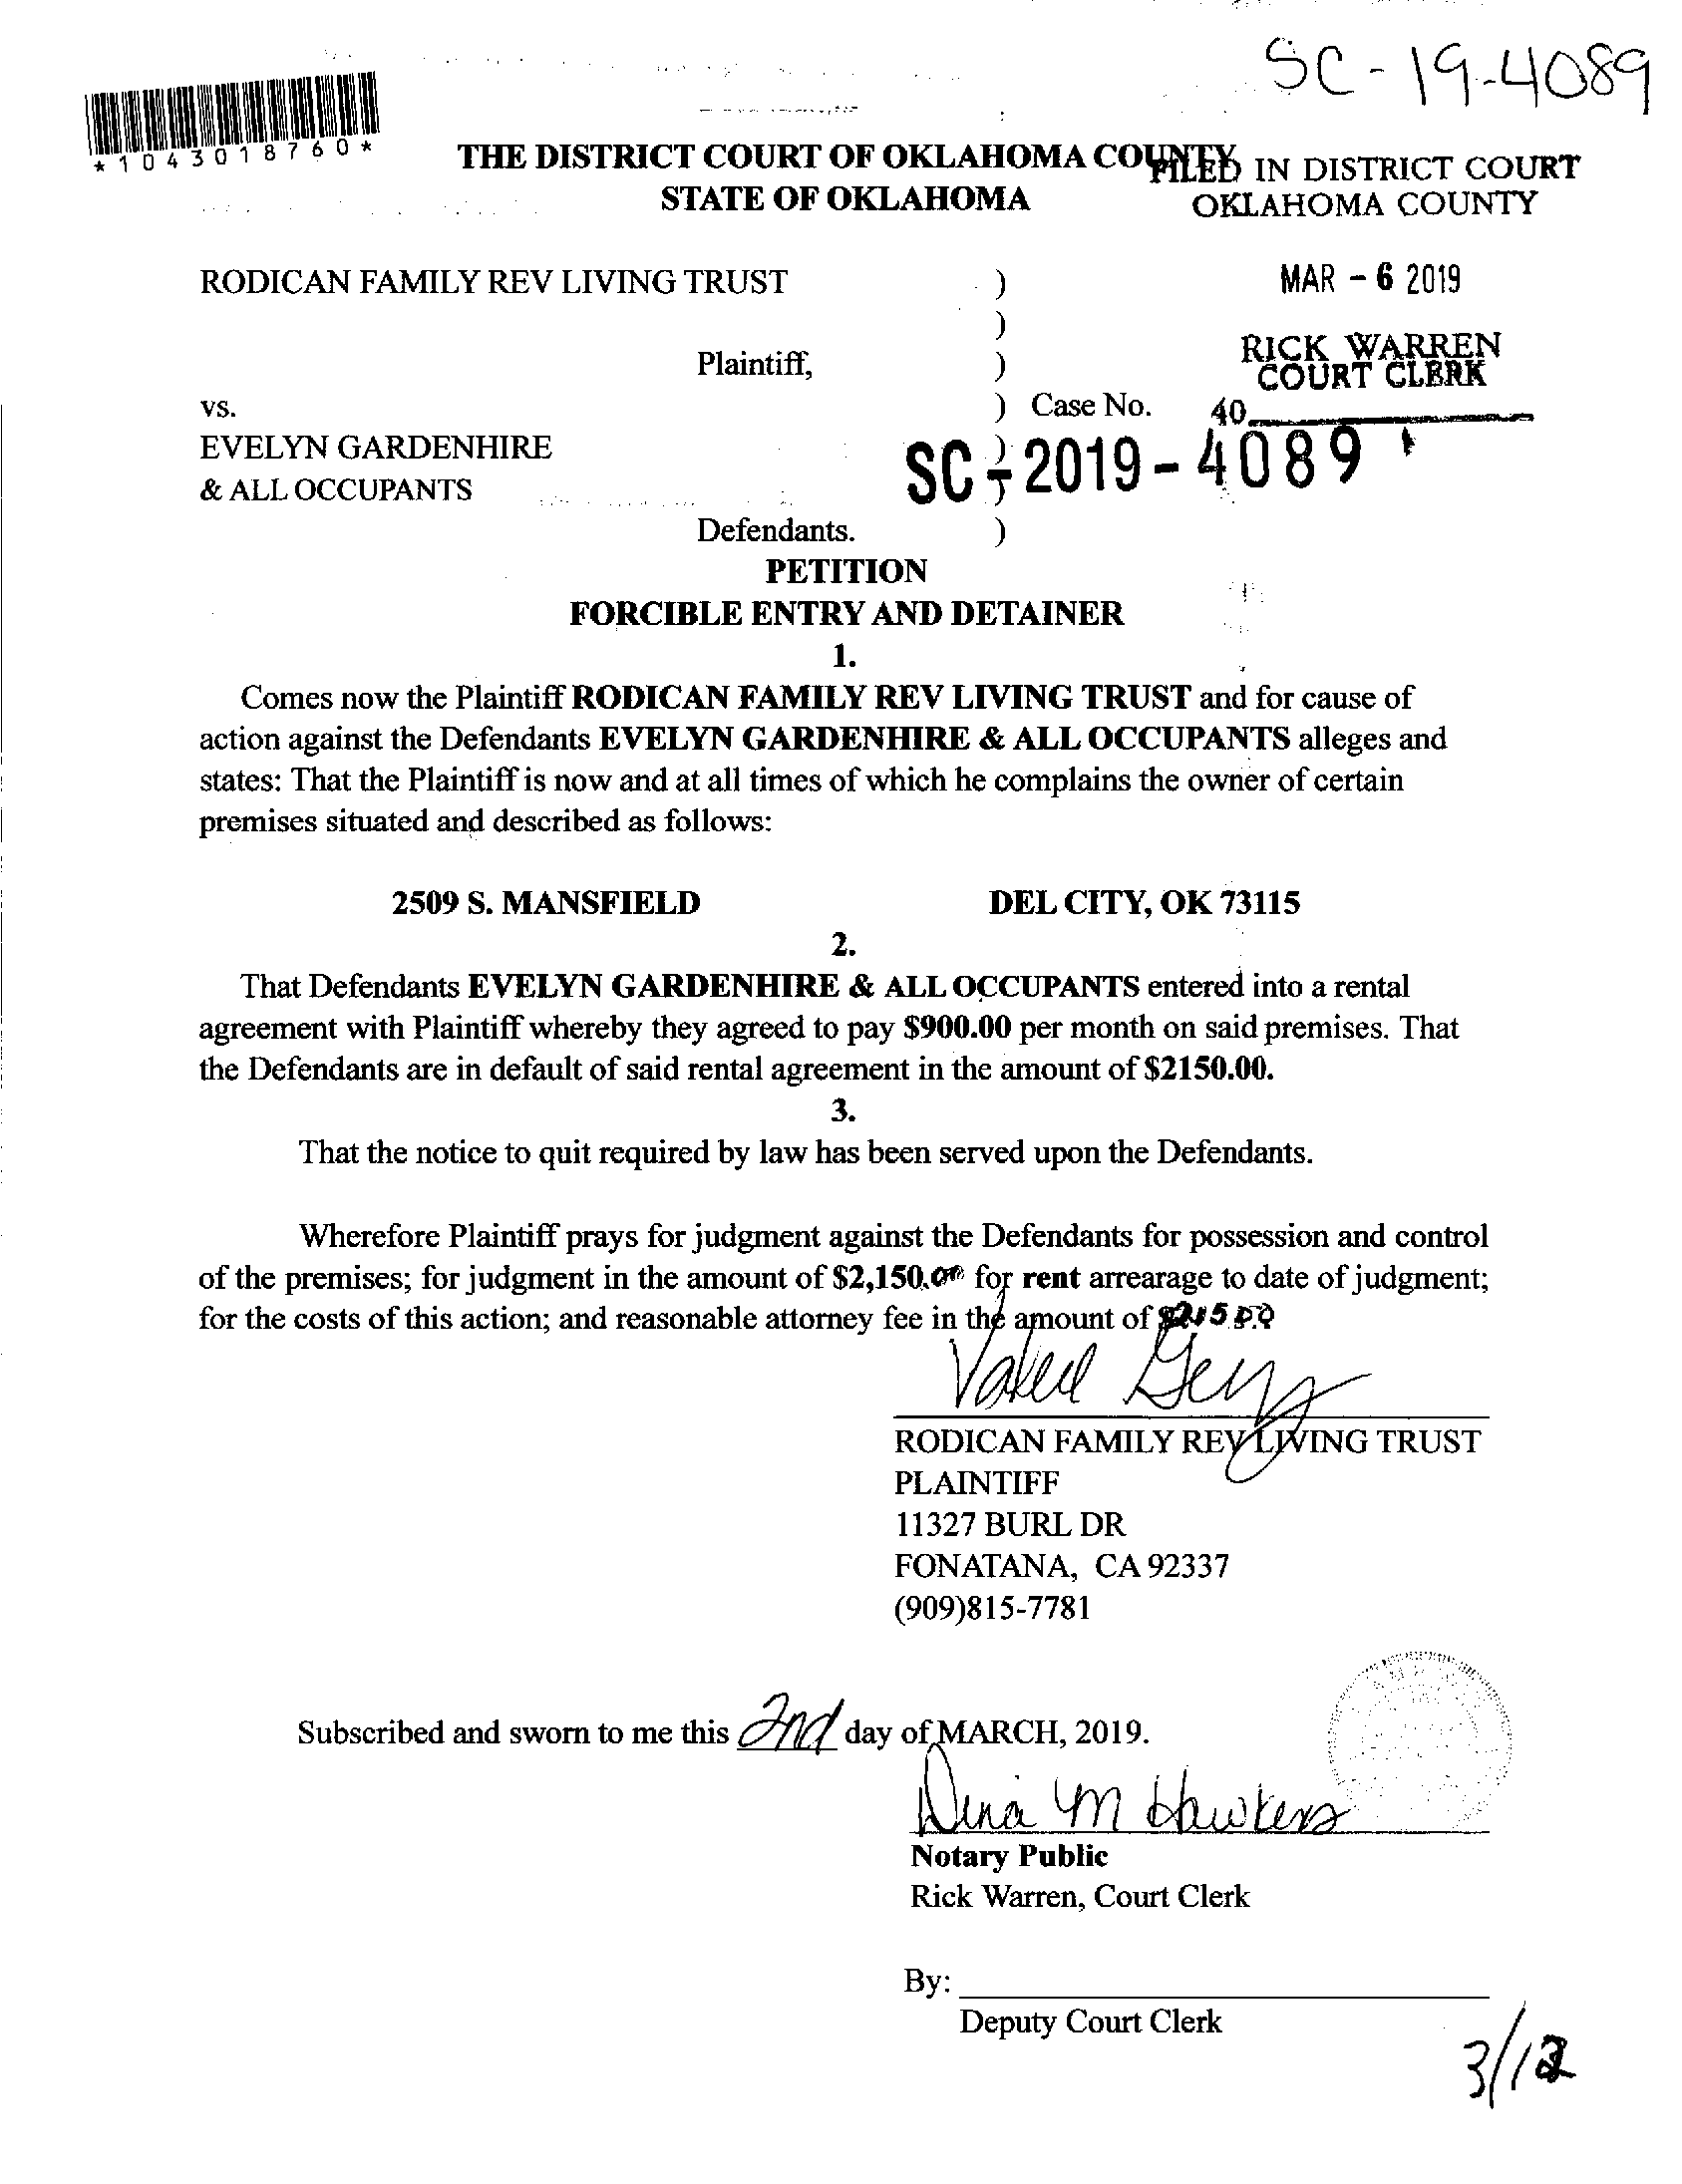 SC-19-4089
*1043018760*
THE DISTRICT COURT OF OKLAHOMA COUNTY
STATE OF OKLAHOMA
FILED IN DISTRICT COURT
OKLAHOMA COUNTY
MAR - 6 2019
RICK WARREN
COURT CLERK
40
RODICAN FAMILY REV LIVING TRUST )
)
Plaintiff, )
vs. ) Case No.
EVELYN GARDENHIRE )
& ALL OCCUPANTS )
SC-2019-4089
Defendants. )
PETITION
FORCIBLE ENTRY AND DETAINER
1.
Comes now the Plaintiff RODICAN FAMILY REV LIVING TRUST and for cause of
action against the Defendants EVELYN GARDENHIRE & ALL OCCUPANTS alleges and
states: That the Plaintiff is now and at all times of which he complains the owner of certain
premises situated and described as follows:
2509 S. MANSFIELD DEL CITY, OK 73115
2.
That Defendants EVELYN GARDENHIRE & ALL OCCUPANTS entered into a rental
agreement with Plaintiff whereby they agreed to pay $900.00 per month on said premises. That
the Defendants are in default of said rental agreement in the amount of $2150.00.
3.
That the notice to quit required by law has been served upon the Defendants.
Wherefore Plaintiff prays for judgment against the Defendants for possession and control
of the premises; for judgment in the amount of $2,150.00 for rent arrearage to date of judgment;
for the costs of this action; and reasonable attorney fee in the amount of
RODICAN FAMILY REV LIVING TRUST
PLAINTIFF
11327 BURL DR
FONATANA, CA 92337
(909)815-7781
Subscribed and sworn to me this 2nd day of MARCH, 2019.
Dena M Hawkens
Notary Public
Rick Warren, Court Clerk
By:
Deputy Court Clerk
3/12